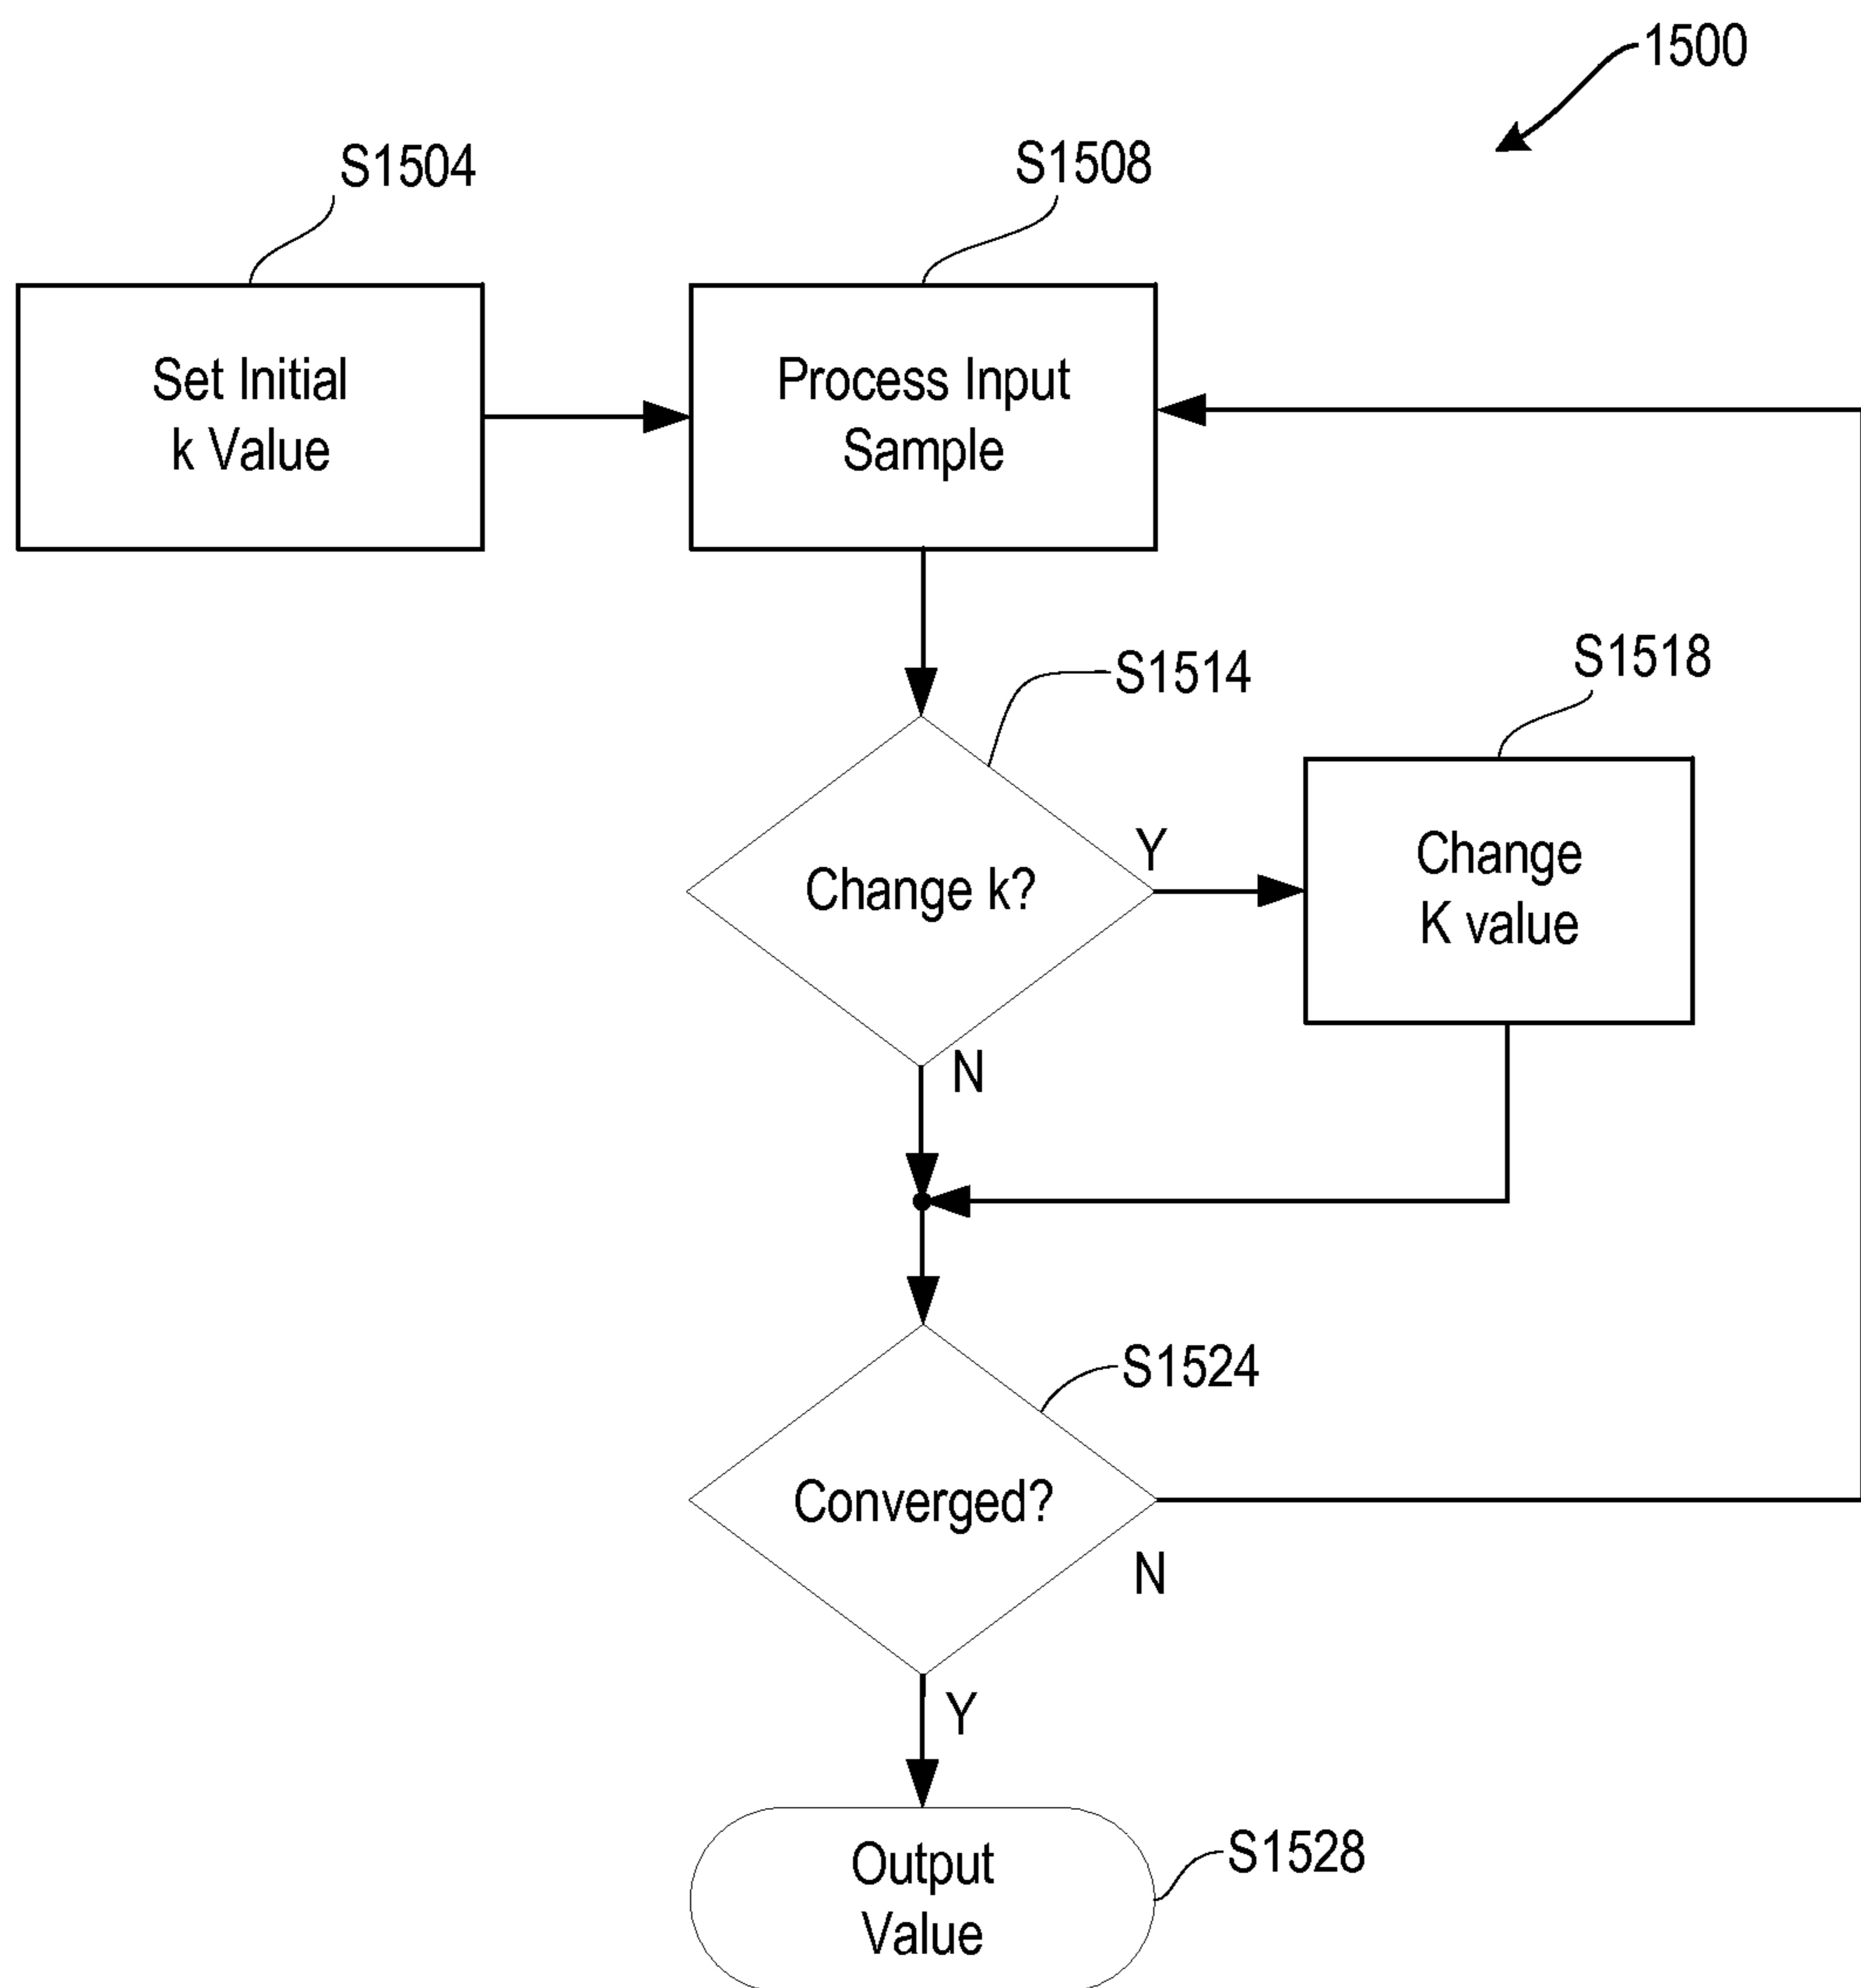 1500
S1504
S1508
Set Initial
k Value
Process Input
Sample
S1514
S1518
Change k?
Y
Change
K value
N
S1524
Converged?
N
Y
Output
Value
S1528